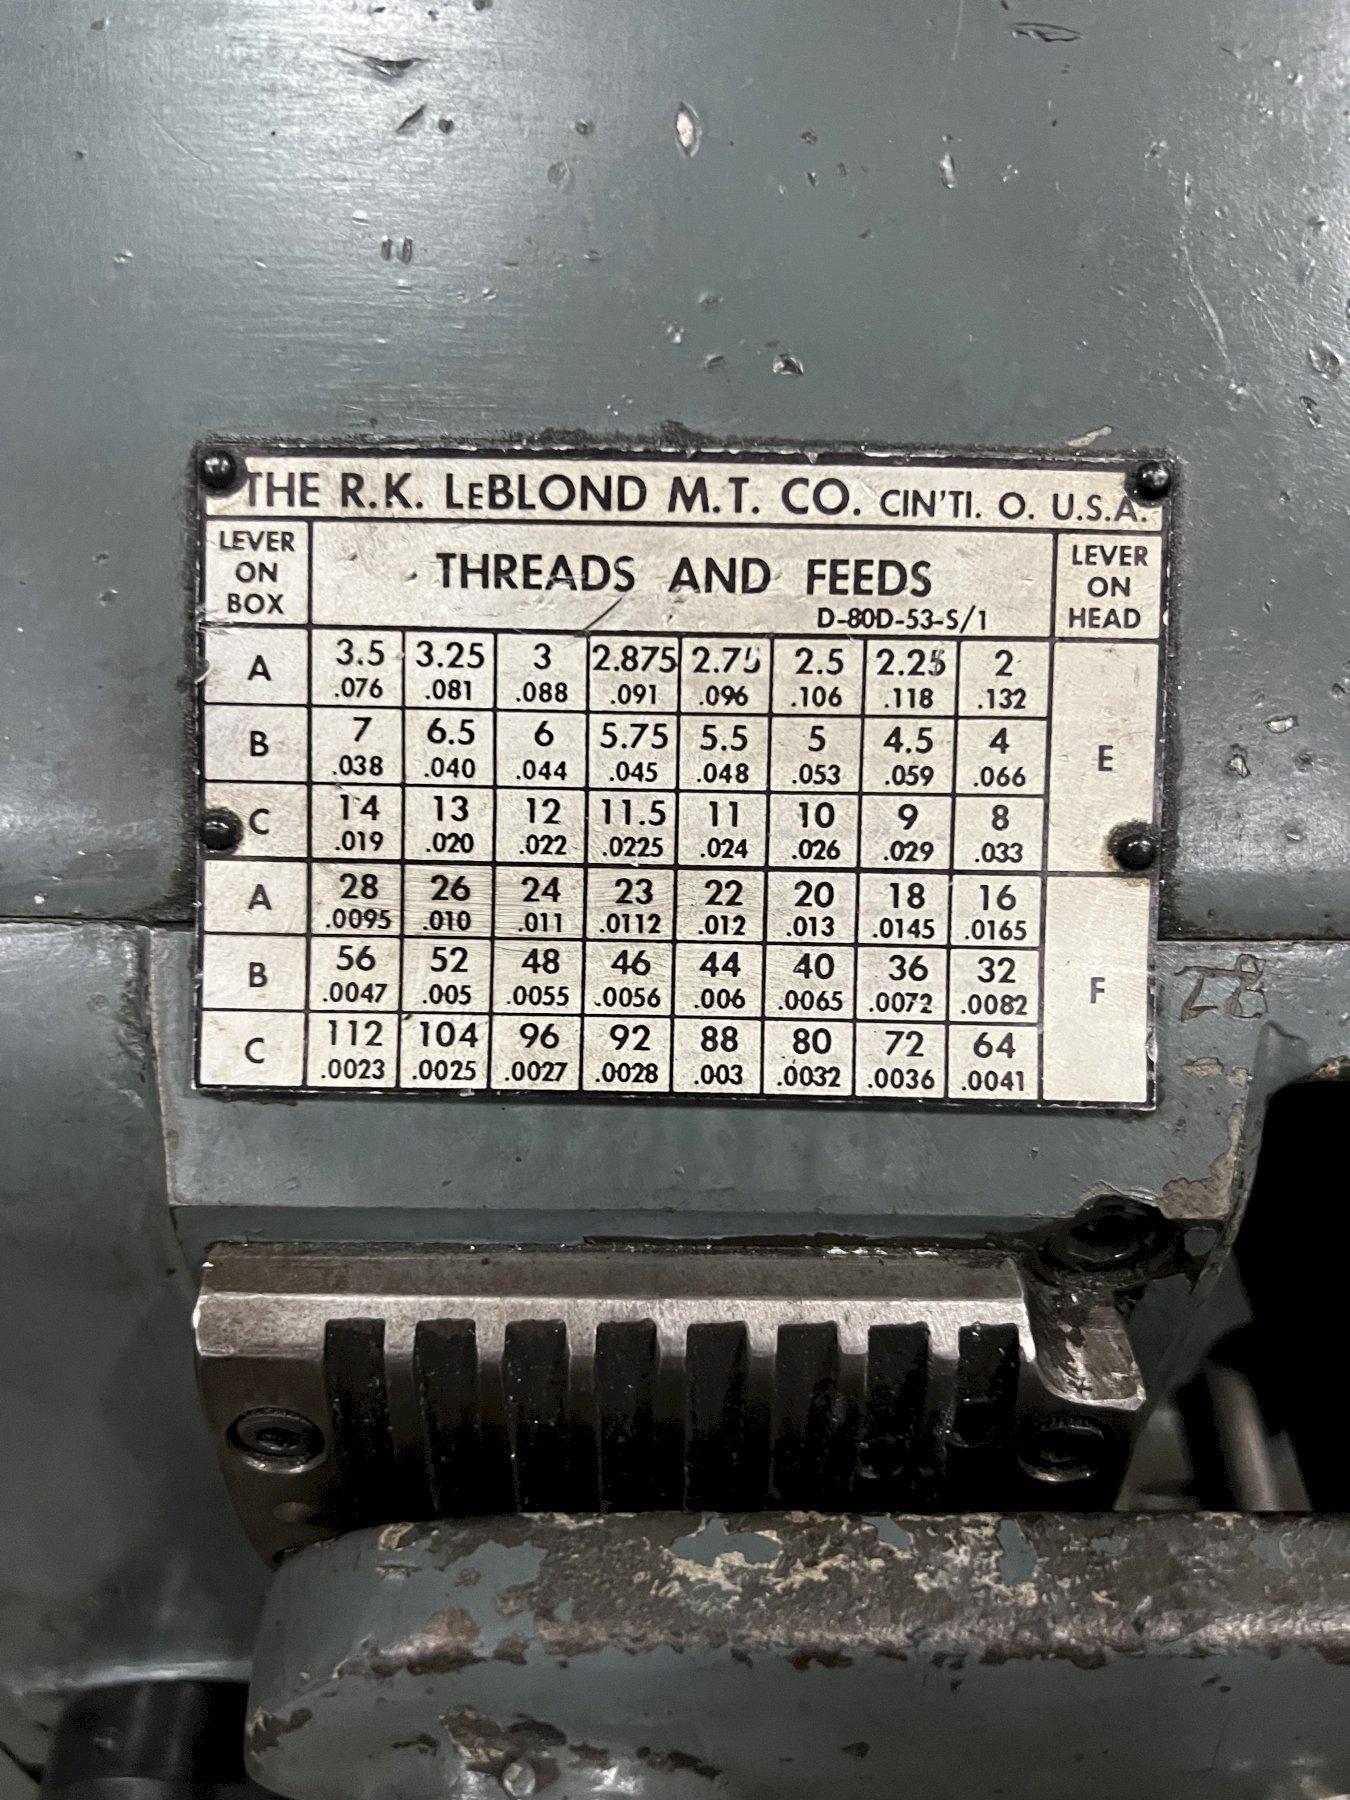 THE R.K. LEBLOND M.T. CO. CIN'TI. O. U.S.A.
LEVER ON BOX
THREADS AND FEEDS
D-80D-53-S/1
LEVER ON HEAD
A 3.5 3.25 3 2.875 2.75 2.5 2.25 2
.076 .081 .088 .091 .096 .106 .118 .132
B 7 6.5 6 5.75 5.5 5 4.5 4 E
.038 .040 .044 .045 .048 .053 .059 .066
C 14 13 12 11.5 11 10 9 8
.019 .020 .022 .0225 .024 .026 .029 .033
A 28 26 24 23 22 20 18 16
.0095 .010 .011 .0112 .012 .013 .0145 .0165
B 56 52 48 46 44 40 36 32 F
.0047 .005 .0055 .0056 .006 .0065 .0072 .0082
C 112 104 96 92 88 80 72 64
.0023 .0025 .0027 .0028 .003 .0032 .0036 .0041